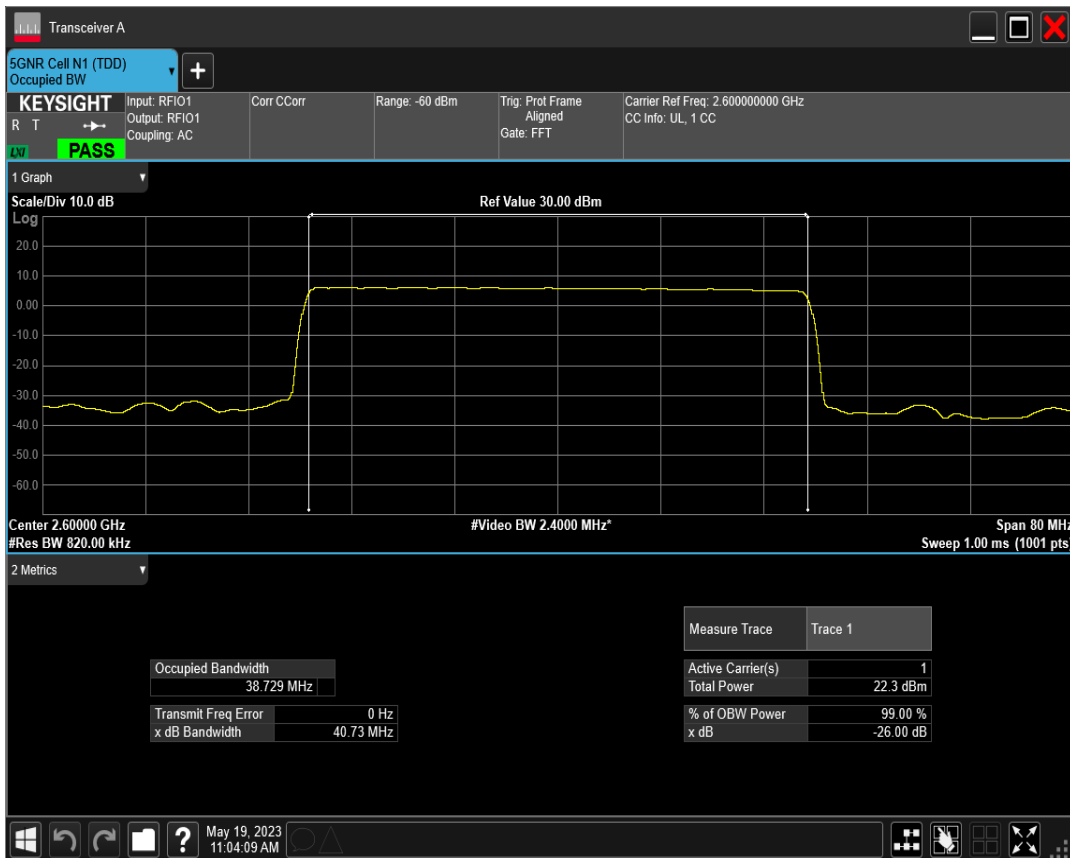 Transceiver A
5GNR Cell N1 (TDD)
Occupied BW
+
KEYSIGHT
R T
LXI
PASS
Input: RFIO1
Output: RFIO1
Coupling: AC
Corr CCorr
Range: -60 dBm
Trig: Prot Frame
Aligned
Gate: FFT
Carrier Ref Freq: 2.600000000 GHz
CC Info: UL, 1 CC
1 Graph
Scale/Div 10.0 dB
Ref Value 30.00 dBm
Log
20.0
10.0
0.00
-10.0
-20.0
-30.0
-40.0
-50.0
-60.0
Center 2.60000 GHz
#Video BW 2.4000 MHz*
Span 80 MHz
#Res BW 820.00 kHz
Sweep 1.00 ms (1001 pts)
2 Metrics
Measure Trace Trace 1
Occupied Bandwidth
38.729 MHz
Active Carrier(s) 1
Total Power 22.3 dBm
Transmit Freq Error 0 Hz
x dB Bandwidth 40.73 MHz
% of OBW Power 99.00 %
x dB -26.00 dB
?
May 19, 2023
11:04:09 AM